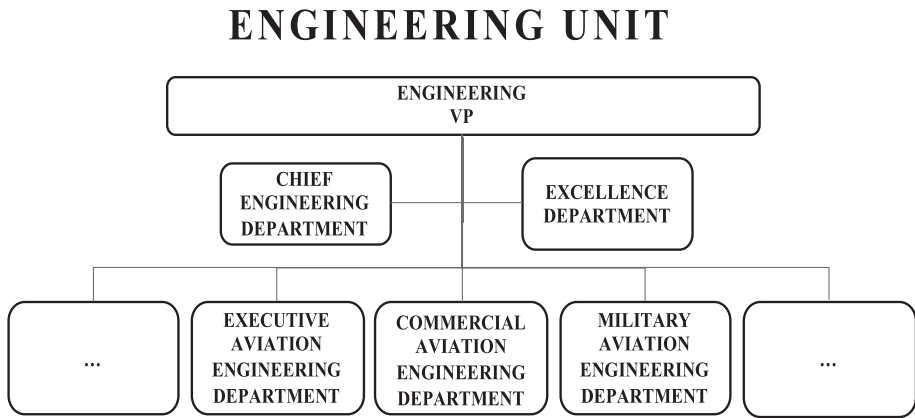 ENGINEERING UNIT
ENGINEERING
VP
CHIEF
ENGINEERING
DEPARTMENT
EXCELLENCE
DEPARTMENT
...
EXECUTIVE
AVIATION
ENGINEERING
DEPARTMENT
COMMERCIAL
AVIATION
ENGINEERING
DEPARTMENT
MILITARY
AVIATION
ENGINEERING
DEPARTMENT
...